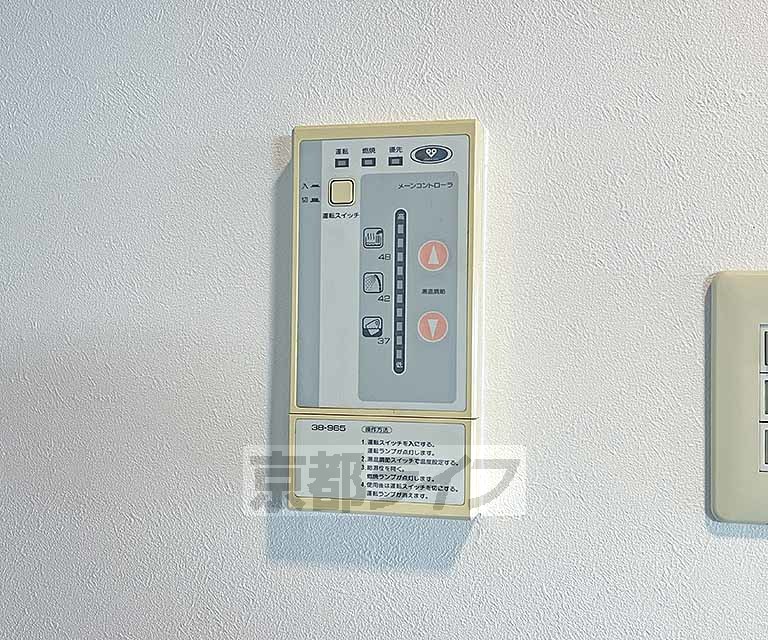 運転 燃焼 優先
入
切
運転スイッチ
メーンコントローラ
高
48
42
湯温調節
37
低
38-965 操作方法
1.運転スイッチを入にする。
運転ランプが点灯します。
2.湯温調節スイッチで温度設定する。
3.給湯栓を開く。
燃焼ランプが点灯します。
4.使用後は運転スイッチを切にする。
運転ランプが消えます。
京都ライフ